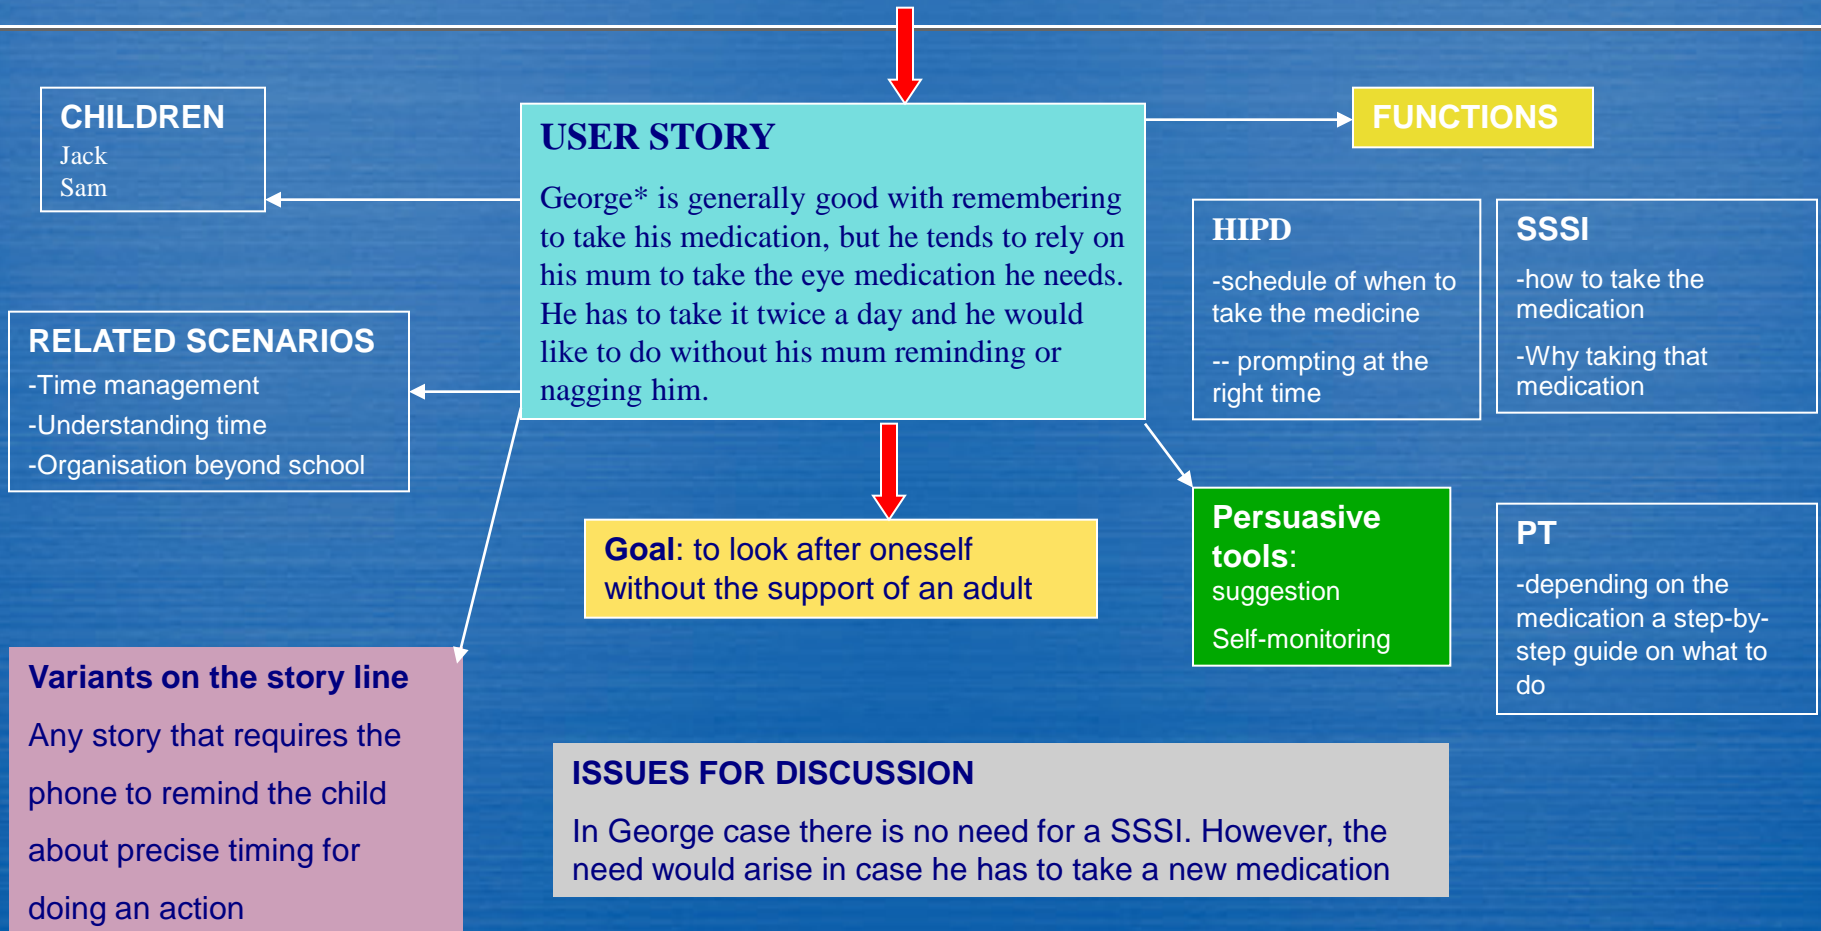 CHILDREN
Jack
Sam
USER STORY
George* is generally good with remembering
to take his medication, but he tends to rely on
his mum to take the eye medication he needs.
He has to take it twice a day and he would
like to do without his mum reminding or
nagging him.
FUNCTIONS
HIPD
-schedule of when to
take the medicine
-- prompting at the
right time
SSSI
-how to take the
medication
-Why taking that
medication
RELATED SCENARIOS
-Time management
-Understanding time
-Organisation beyond school
Goal: to look after oneself
without the support of an adult
Persuasive
tools:
suggestion
Self-monitoring
PT
-depending on the
medication a step-by-
step guide on what to
do
Variants on the story line
Any story that requires the
phone to remind the child
about precise timing for
doing an action
ISSUES FOR DISCUSSION
In George case there is no need for a SSSI. However, the
need would arise in case he has to take a new medication